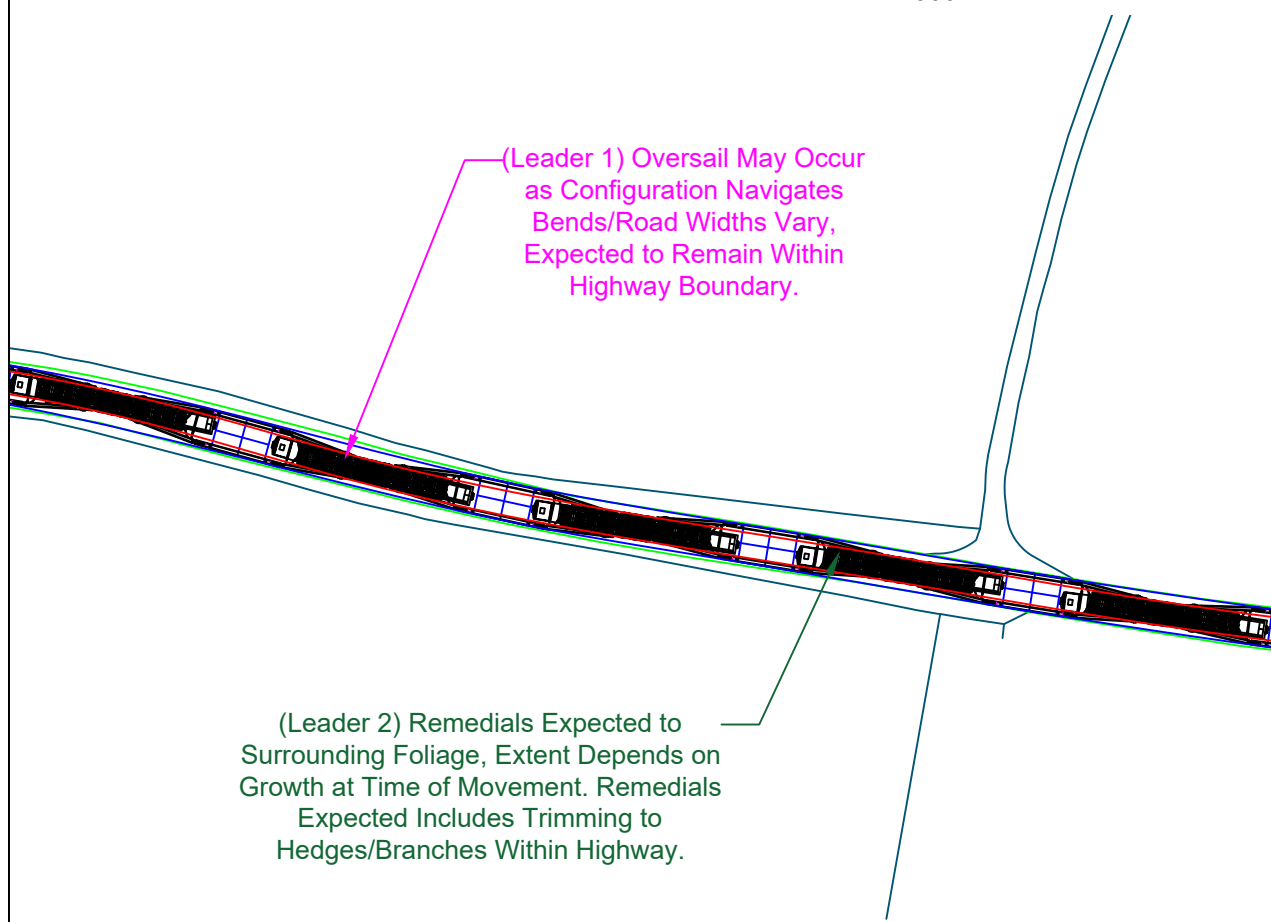 (Leader 1) Oversail May Occur
as Configuration Navigates
Bends/Road Widths Vary,
Expected to Remain Within
Highway Boundary.
(Leader 2) Remedials Expected to
Surrounding Foliage, Extent Depends on
Growth at Time of Movement. Remedials
Expected Includes Trimming to
Hedges/Branches Within Highway.